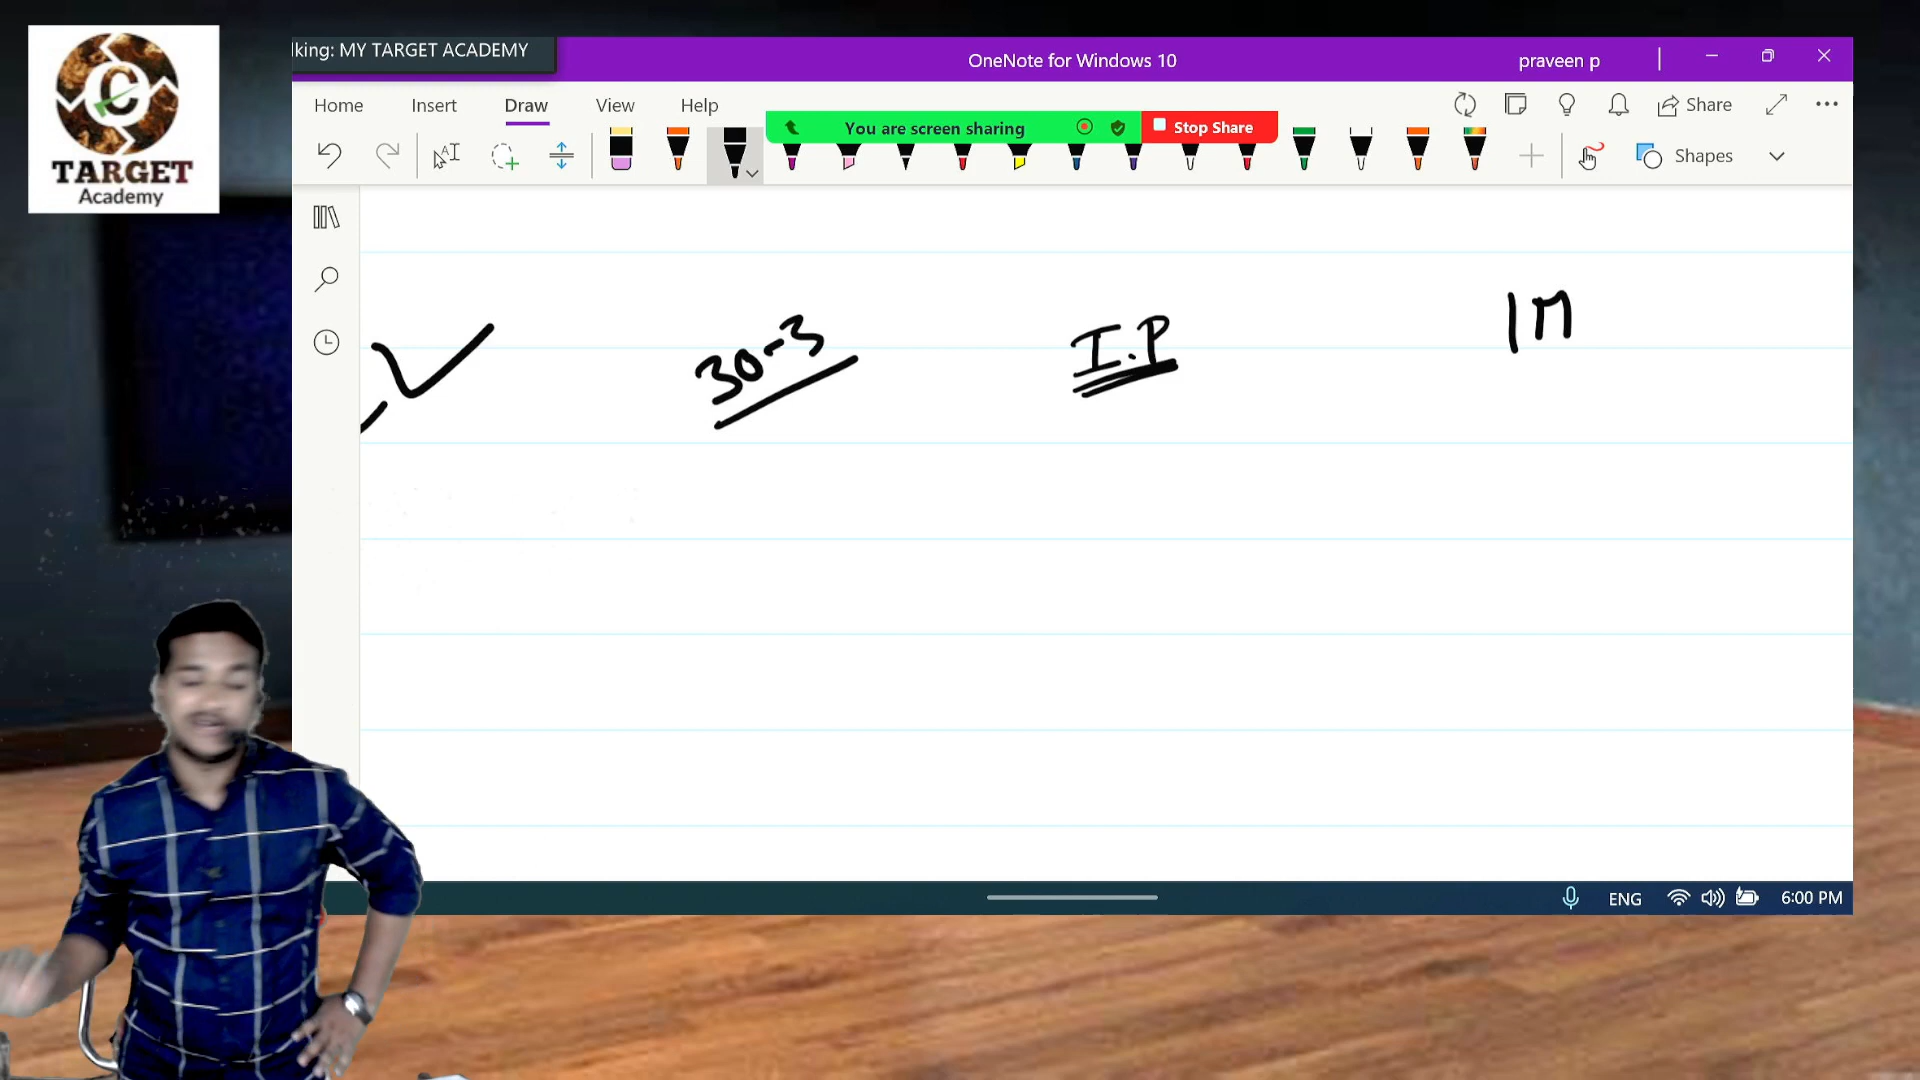 lking: MY TARGET ACADEMY
OneNote for Windows 10
praveen p
C
TARGET
Academy
Home Insert Draw View Help
Share
You are screen sharing
Stop Share
Shapes
30-3
I.P
1M
ENG
6:00 PM